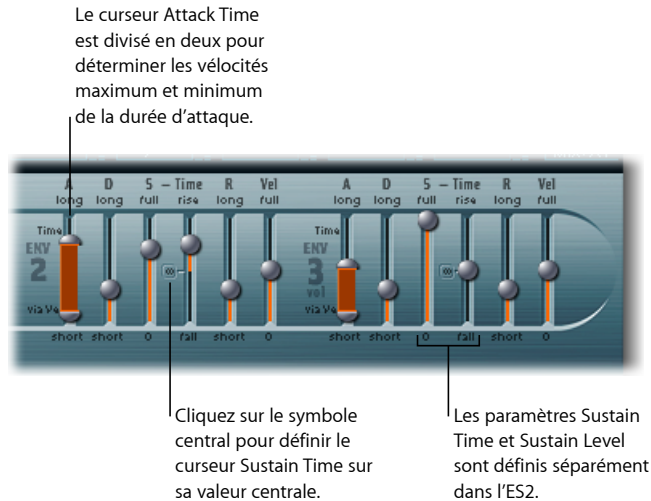 Le curseur Attack Time
est divisé en deux pour
déterminer les vélocités
maximum et minimum
de la durée d’attaque.
A D S – Time R Vel A D S – Time R Vel
long long full rise long full long long full rise long full
Time Time
ENV ENV
2 3
vol
via Ve via Ve
short short 0 fall short 0 short short 0 fall short 0
Cliquez sur le symbole
central pour définir le
curseur Sustain Time sur
sa valeur centrale.
Les paramètres Sustain
Time et Sustain Level
sont définis séparément
dans l’ES2.